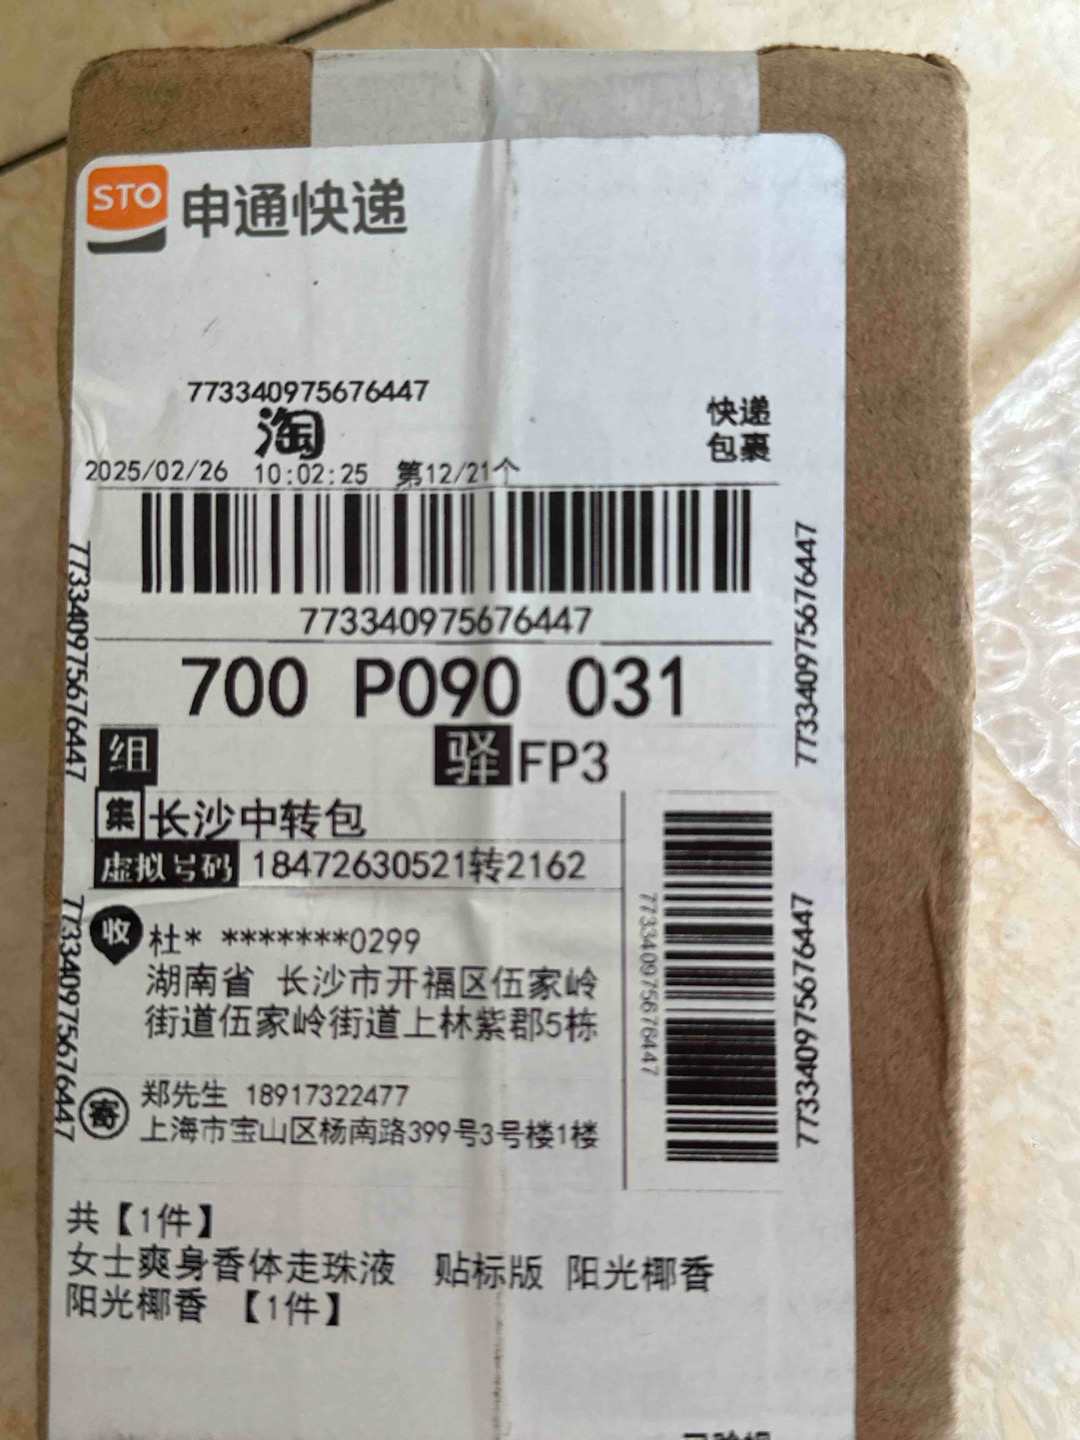 STO 申通快递
773340975676447
淘
快递
包裹
2025/02/26 10:02:25 第12/21个
773340975676447
700 P090 031
组
驿FP3
集 长沙中转包
虚拟号码 18472630521转2162
收 杜* *******0299
湖南省 长沙市开福区伍家岭
街道伍家岭街道上林紫郡5栋
寄 郑先生 18917322477
上海市宝山区杨南路399号3号楼1楼
773340975676447
773340975676447
773340975676447
773340975676447
773340975676447
共【1件】
女士爽身香体走珠液 贴标版 阳光椰香
阳光椰香 【1件】